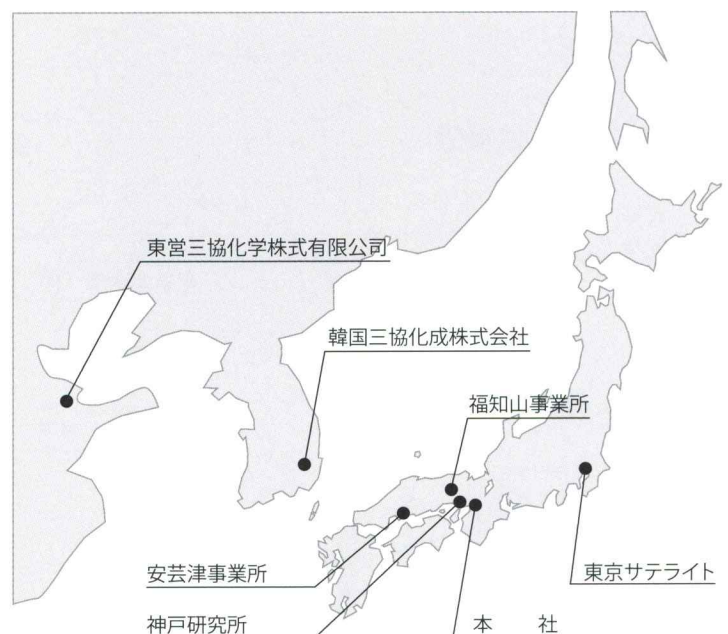 東営三協化学株式有限公司
韓国三協化成株式会社
福知山事業所
安芸津事業所
東京サテライト
神戸研究所
本　　社